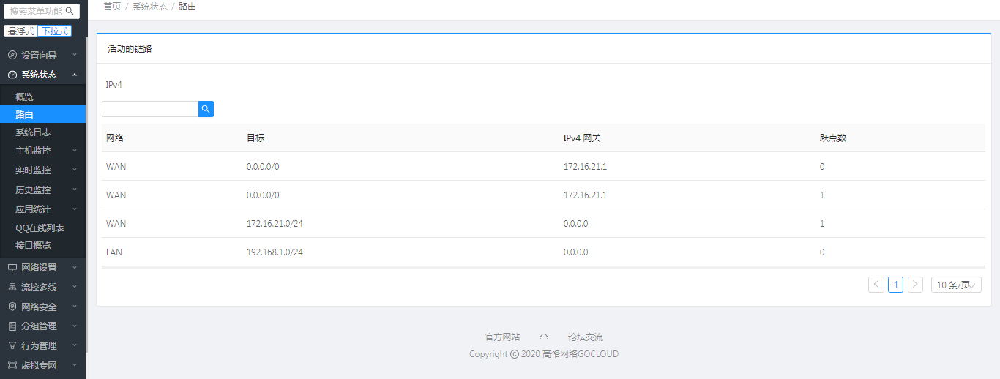 搜索菜单功能
悬浮式 下拉式
设置向导
系统状态
概览
路由
系统日志
主机监控
实时监控
历史监控
应用统计
QQ在线列表
接口概览
网络设置
流控多线
网络安全
分组管理
行为管理
虚拟专网
首页 / 系统状态 / 路由
活动的链路
IPv4
网络 目标 IPv4 网关 跃点数
WAN 0.0.0.0/0 172.16.21.1 0
WAN 0.0.0.0/0 172.16.21.1 1
WAN 172.16.21.0/24 0.0.0.0 1
LAN 192.168.1.0/24 0.0.0.0 0
1 10 条/页
官方网站 论坛交流
Copyright © 2020 高恪网络GOCLOUD